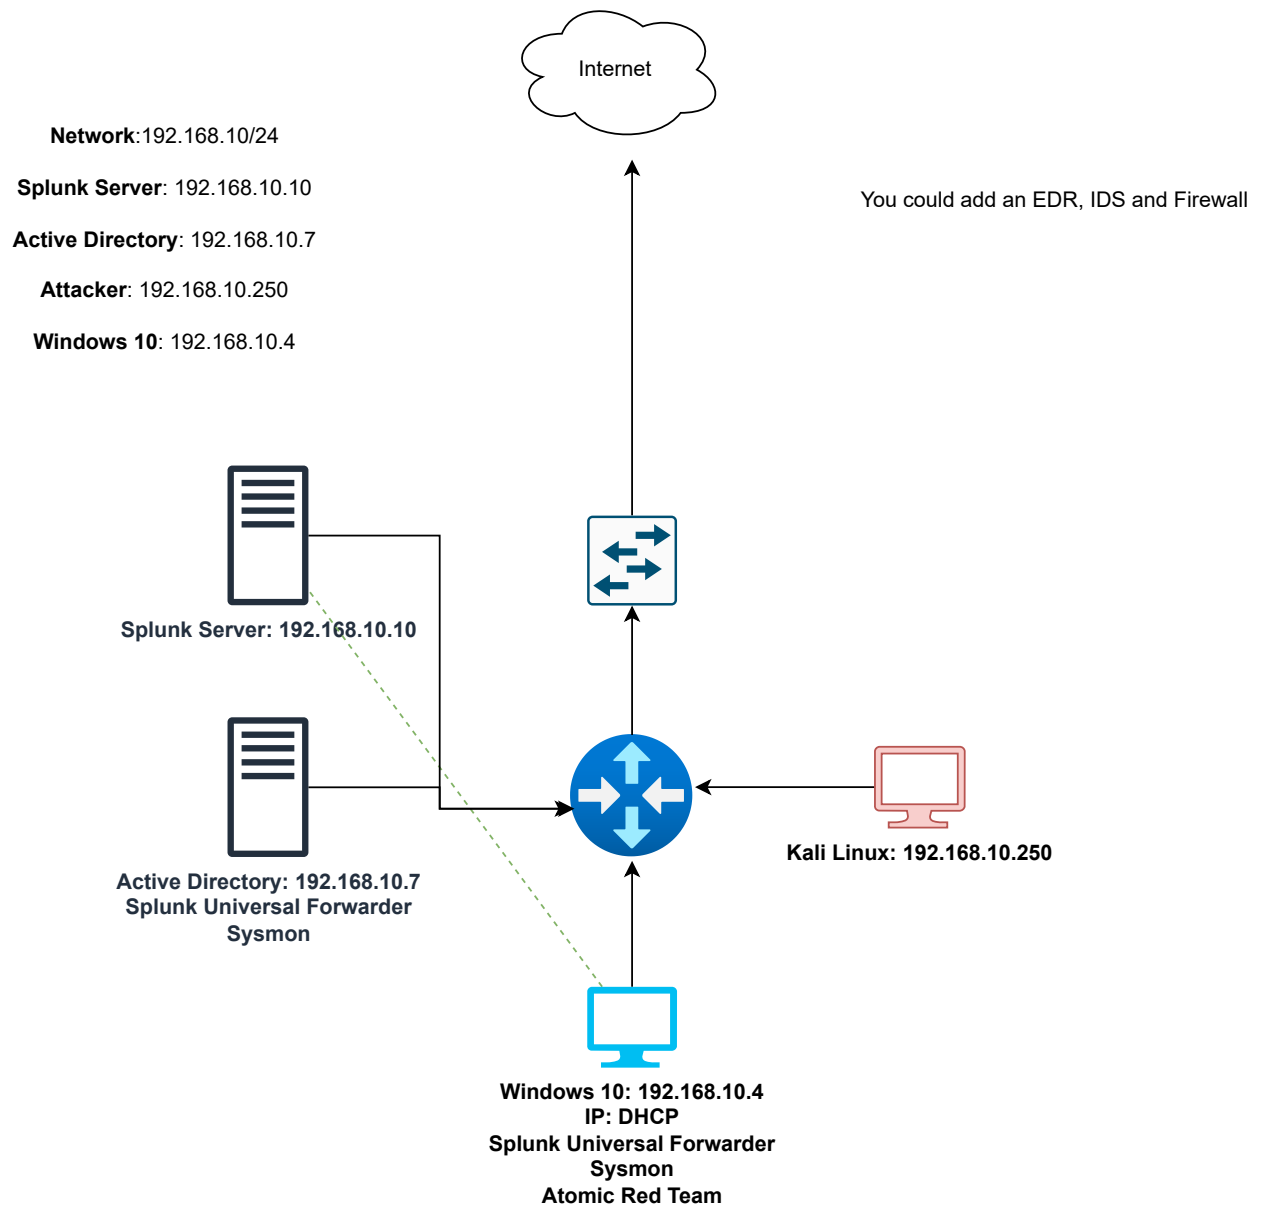 Internet
Network:192.168.10/24
Splunk Server: 192.168.10.10
You could add an EDR, IDS and Firewall
Active Directory: 192.168.10.7
Attacker: 192.168.10.250
Windows 10: 192.168.10.4
Splunk Server: 192.168.10.10
Kali Linux: 192.168.10.250
Active Directory: 192.168.10.7
Splunk Universal Forwarder
Sysmon
Windows 10: 192.168.10.4
IP: DHCP
Splunk Universal Forwarder
Sysmon
Atomic Red Team